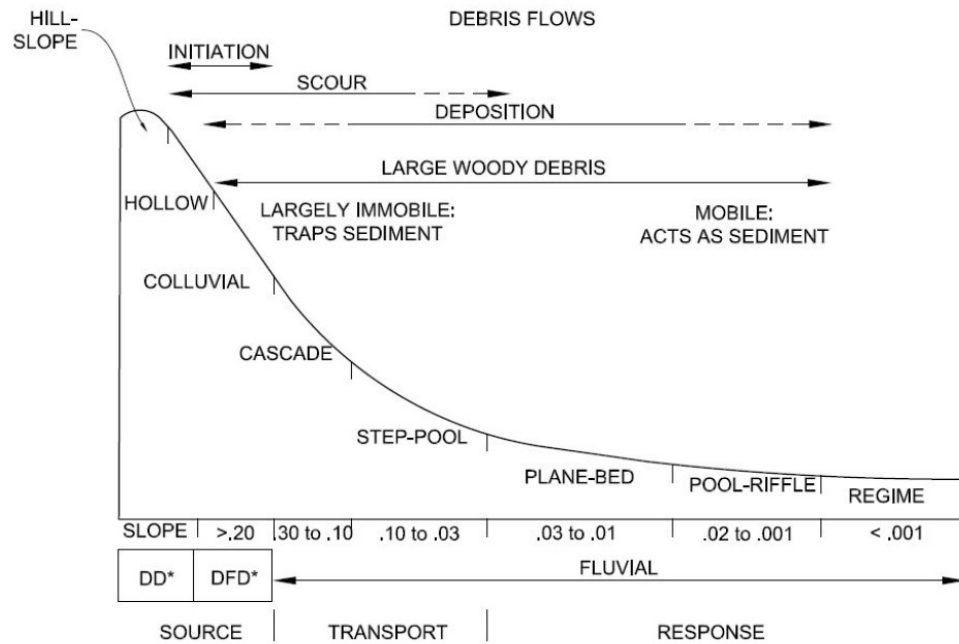 HILL-
SLOPE
DEBRIS FLOWS
INITIATION
SCOUR
DEPOSITION
LARGE WOODY DEBRIS
HOLLOW
LARGELY IMMOBILE:
TRAPS SEDIMENT
MOBILE:
ACTS AS SEDIMENT
COLLUVIAL
CASCADE
STEP-POOL
PLANE-BED
POOL-RIFFLE
REGIME
SLOPE >.20 .30 to .10 .10 to .03 .03 to .01 .02 to .001 < .001
DD* DFD* FLUVIAL
SOURCE TRANSPORT RESPONSE